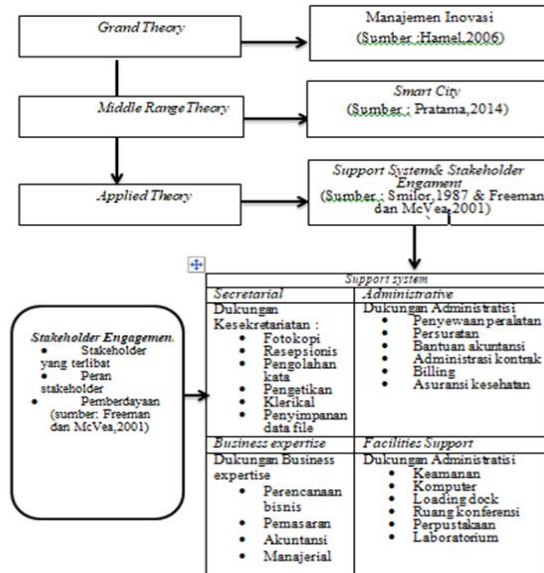 Grand Theory
Manajemen Inovasi
(Sumber :Hamel,2006)
Middle Range Theory
Smart City
(Sumber : Pratama,2014)
Applied Theory
Support System& Stakeholder
Engament
(Sumber : Smilor,1987 & Freeman
dan McVea,2001)
Stakeholder Engagement
• Stakeholder
yang terlibat
• Peran
stakeholder
• Pemberdayaan
(sumber: Freeman
dan McVea,2001)
Support system
Secretarial
Dukungan
Kesekretariatan :
• Fotokopi
• Resepsionis
• Pengolahan
kata
• Pengetikan
• Klerikal
• Penyimpanan
data file
Administrative
Dukungan Administratisi
• Penyewaan peralatan
• Persuratan
• Bantuan akuntansi
• Administrasi kontrak
• Billing
• Asuransi kesehatan
Business expertise
Dukungan Business
expertise
• Perencanaan
bisnis
• Pemasaran
• Akuntansi
• Manajerial
Facilities Support
Dukungan Administratisi
• Keamanan
• Komputer
• Loading dock
• Ruang konferensi
• Perpustakaan
• Laboratorium